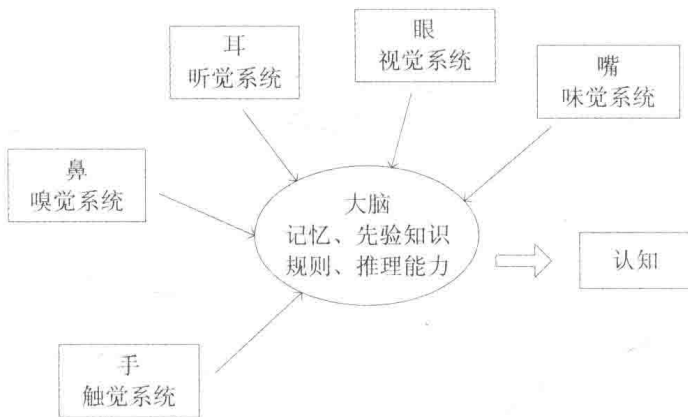 耳
听觉系统
眼
视觉系统
嘴
味觉系统
鼻
嗅觉系统
大脑
记忆、先验知识
规则、推理能力
认知
手
触觉系统